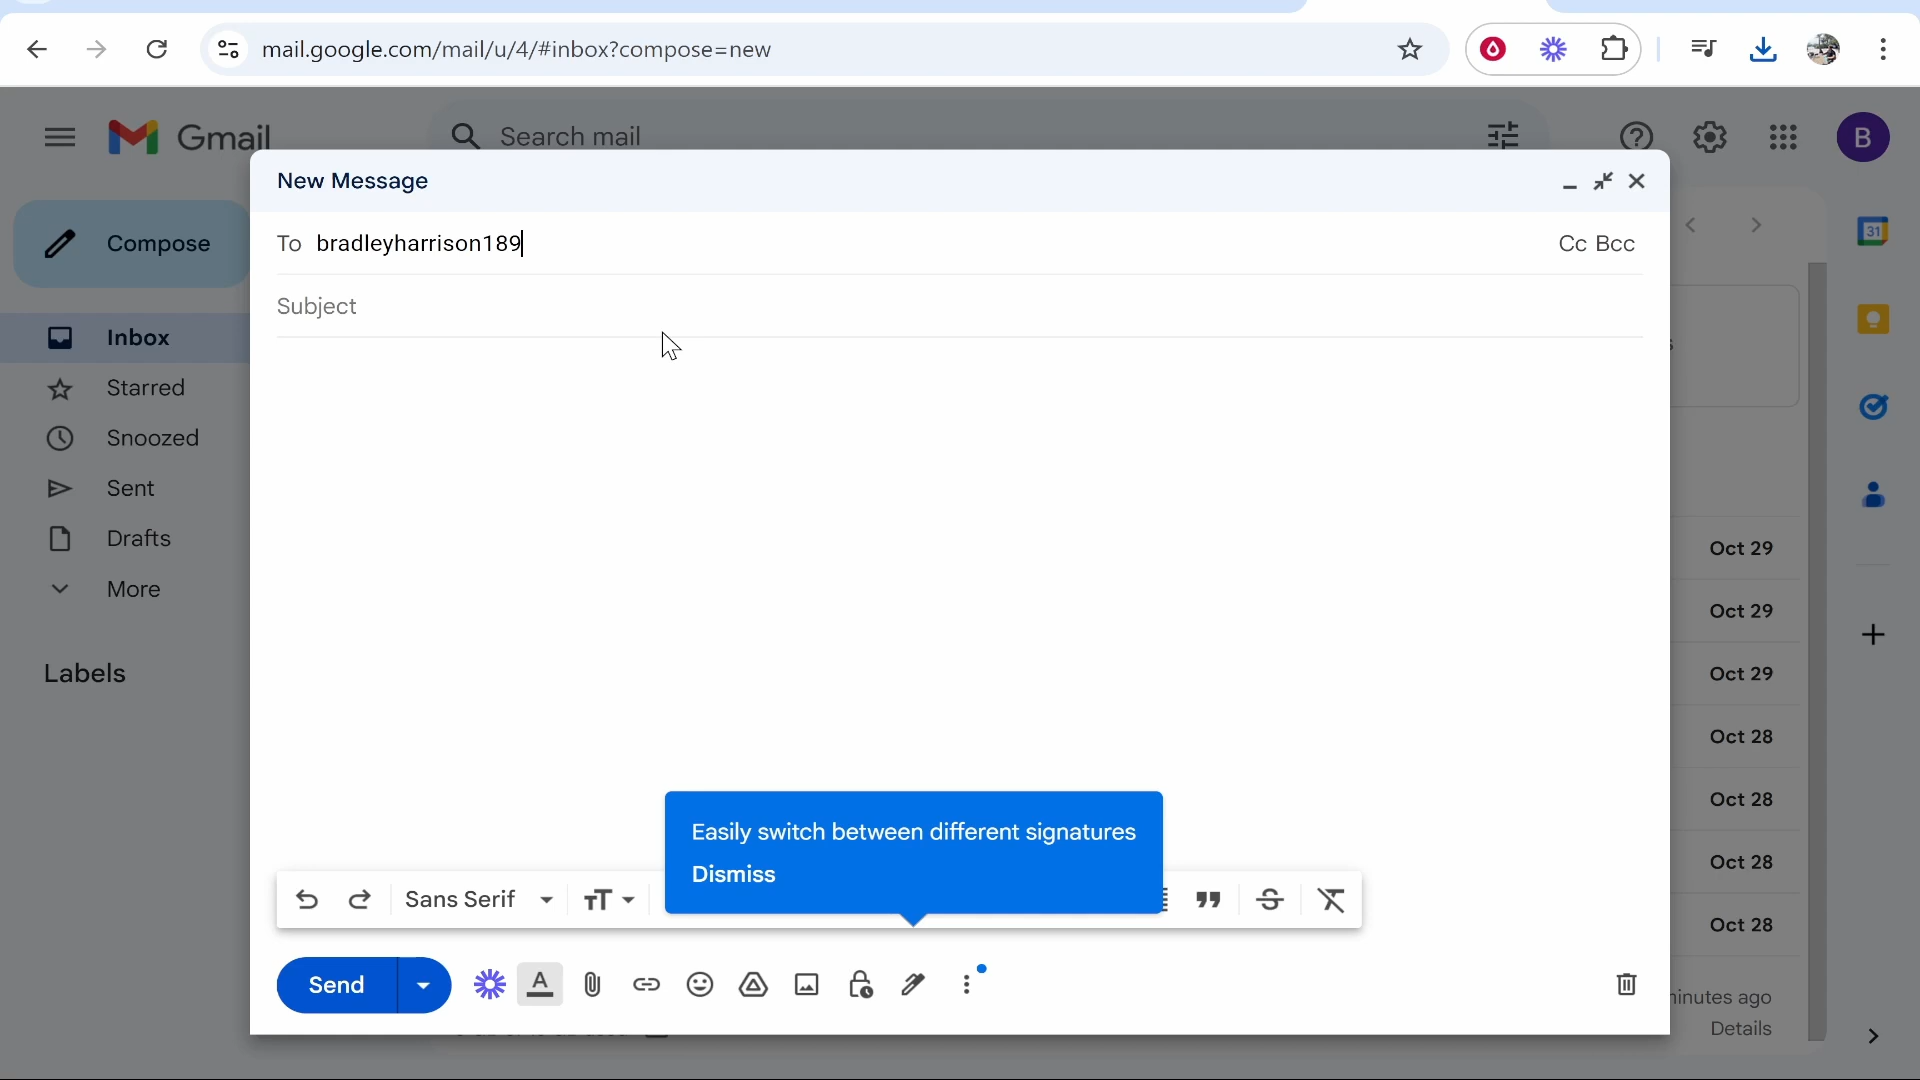 mail.google.com/mail/u/4/#inbox?compose=new
Gmail
Search mail
B
New Message
Compose
To bradleyharrison189
Cc Bcc
31
Subject
Inbox
Starred
Snoozed
Sent
Drafts
More
Labels
Oct 29
Oct 29
Oct 29
Oct 28
Oct 28
Oct 28
Oct 28
Easily switch between different signatures
Dismiss
Sans Serif
Send
minutes ago
Details